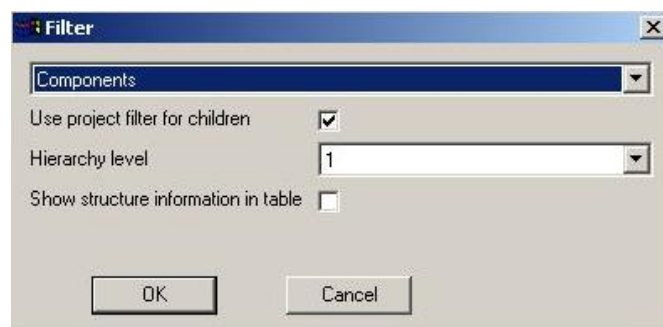 Filter
Components
Use project filter for children
Hierarchy level 1
Show structure information in table
OK Cancel